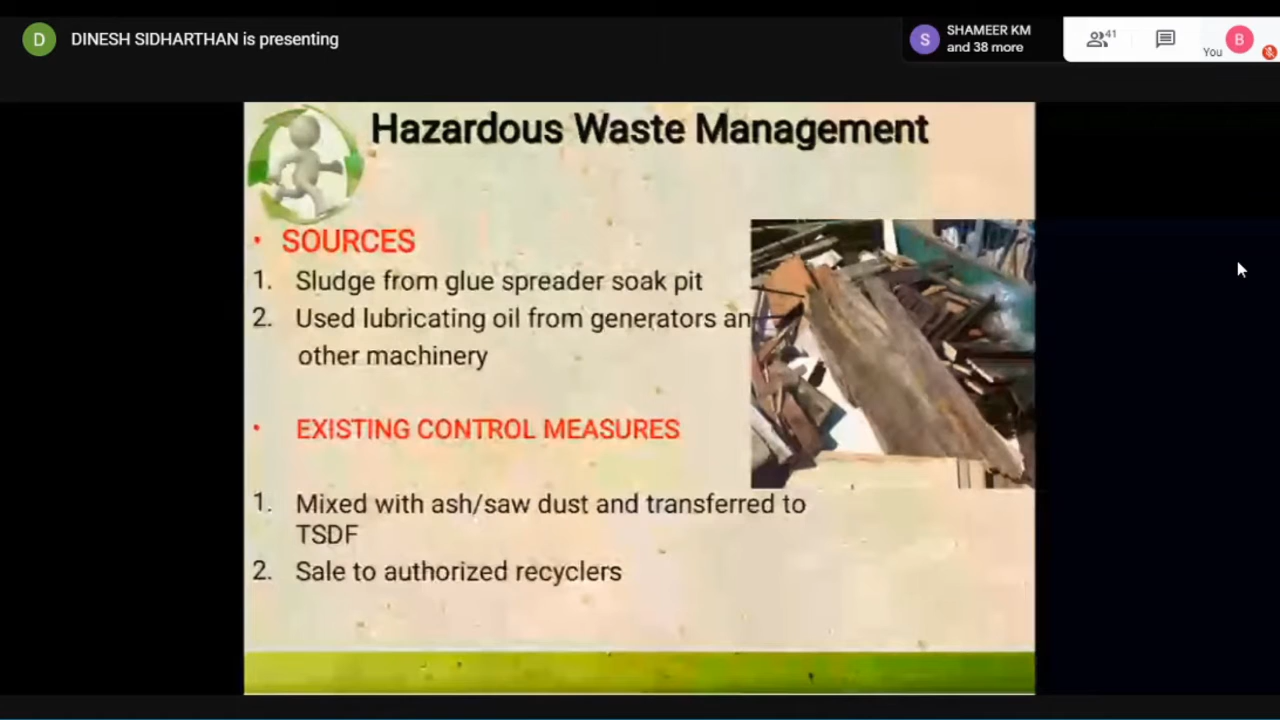 D
DINESH SIDHARTHAN is presenting
S
SHAMEER KM
and 38 more
41
You
B
Hazardous Waste Management
• SOURCES
1. Sludge from glue spreader soak pit
2. Used lubricating oil from generators an
other machinery
• EXISTING CONTROL MEASURES
1. Mixed with ash/saw dust and transferred to
TSDF
2. Sale to authorized recyclers